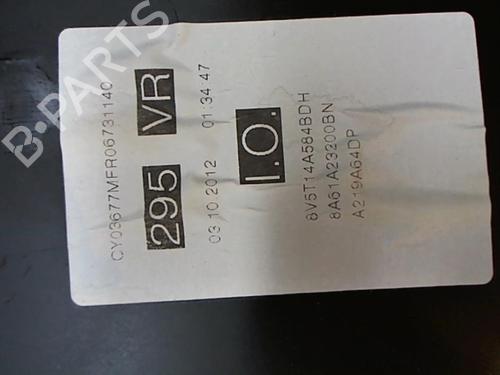 B-PARTS
CY03677MFR06731140
295 VR
03.10.2012 01:34:47
I.O.
8V5T14A584BDH
8A61A23200BN
A219A64DP